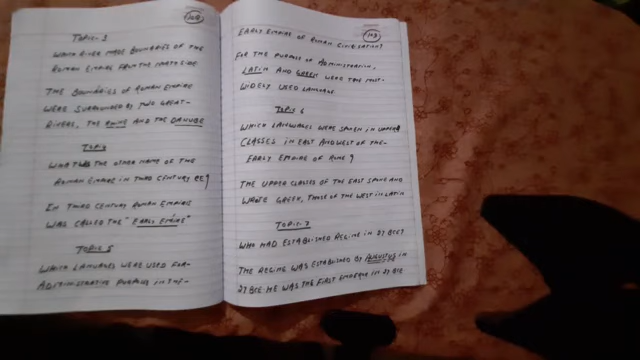 108
TOPIC-3
WHICH RIVER MADE BOUNDARIES OF THE
ROMAN EMPIRE FROM THE NORTH SIDE
THE BOUNDARIES OF ROMAN EMPIRE
WERE SURROUNDED BY TWO GREAT-
RIVERS, THE RHINE AND THE DANUBE
TOPIC
WHAT WAS THE OTHER NAME OF THE
ROMAN EMPIRE IN THIRD CENTURY CE?
IN THIRD CENTURY ROMAN EMPIRE
WAS CALLED THE "EARLY EMPIRE"
TOPIC 5
WHICH LANGUAGES WERE USED FOR-
ADMINISTRATIVE PURPOSE IN THE-
109
EARLY EMPIRE OF ROMAN CIVILISATION?
FOR THE PURPOSE OF ADMINISTRATION,
LATIN AND GREEK WERE THE MOST-
WIDELY USED LANGUAGE.
TOPIC 6
WHICH LANGUAGES WERE SPOKEN IN UPPER
CLASSES IN EAST AND WEST OF THE-
EARLY EMPIRE OF ROME?
THE UPPER CLASSES OF THE EAST SPOKE AND
WROTE GREEK, THOSE OF THE WEST IN LATIN
TOPIC-7
WHO HAD ESTABLISHED REGIME IN 27 BCE?
THE REGIME WAS ESTABLISHED BY AUGUSTUS IN
27 BCE. HE WAS THE FIRST EMPEROR IN 27 BCE